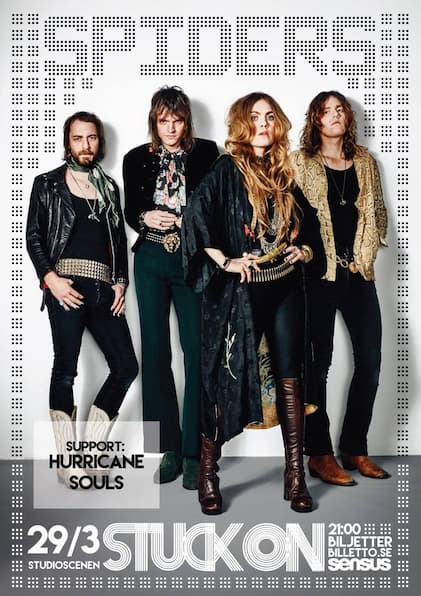 SPIDERS
SUPPORT:
HURRICANE
SOULS
29/3
STUDIOSCENEN
STUCK ON
21:00
BILJETTER
BILLETTO.SE
sensus